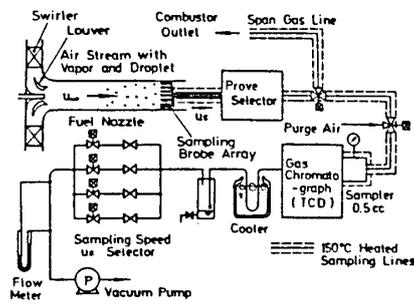 Swirler
Louver
Air Stream with
Vapor and Droplet
Combustor
Outlet
Span Gas Line
Prove
Selector
u∞
us
Fuel Nozzle
Sampling
Brobe Array
Purge Air
Gas
Chromato
-graph
(TCD)
Sampler
0.5cc
Sampling Speed
us Selector
Cooler
150°C Heated
Sampling Lines
Flow
Meter
P
Vacuum Pump